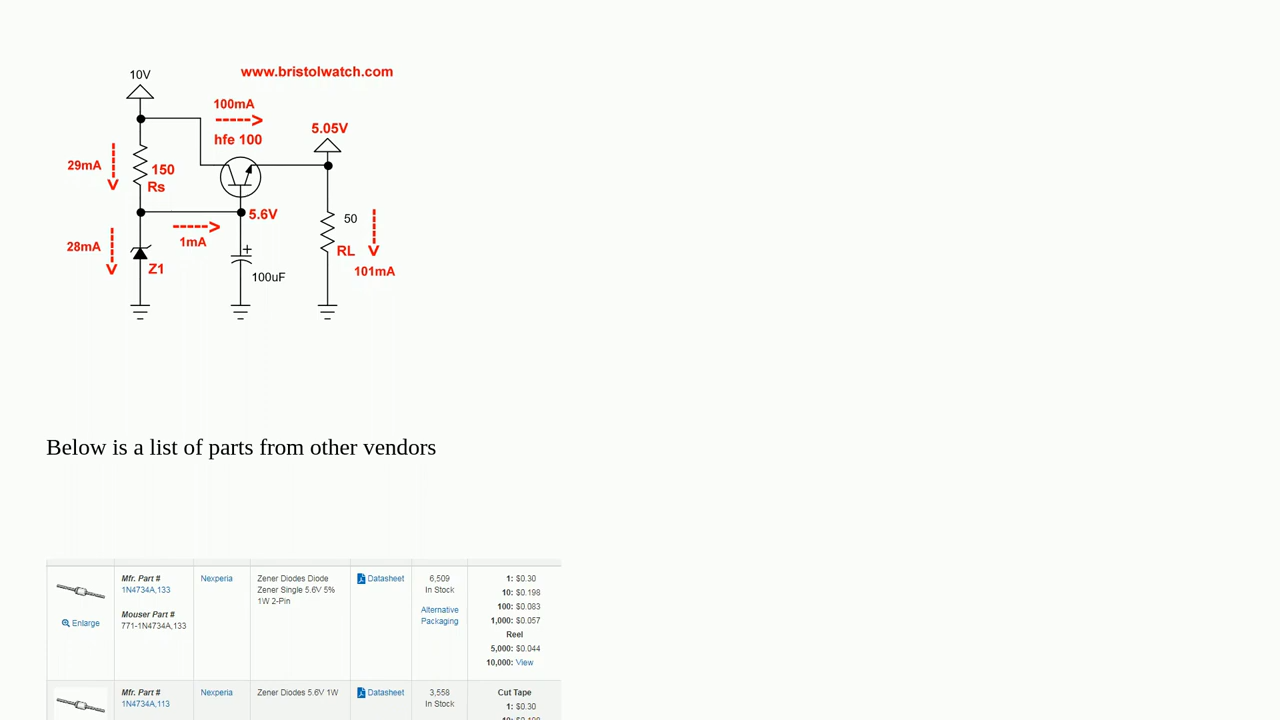 www.bristolwatch.com
10V
100mA
---->
hfe 100
5.05V
29mA
150
Rs
5.6V
50
---->
1mA
28mA
Z1
+
100uF
RL
101mA
Below is a list of parts from other vendors
Enlarge
Mfr. Part #
1N4734A,133
Mouser Part #
771-1N4734A,133
Nexperia
Zener Diodes Diode
Zener Single 5.6V 5%
1W 2-Pin
Datasheet
6,509
In Stock
Alternative
Packaging
1: $0.30
10: $0.198
100: $0.083
1,000: $0.057
Reel
5,000: $0.044
10,000: View
Mfr. Part #
1N4734A,113
Nexperia
Zener Diodes 5.6V 1W
Datasheet
3,558
In Stock
Cut Tape
1: $0.30